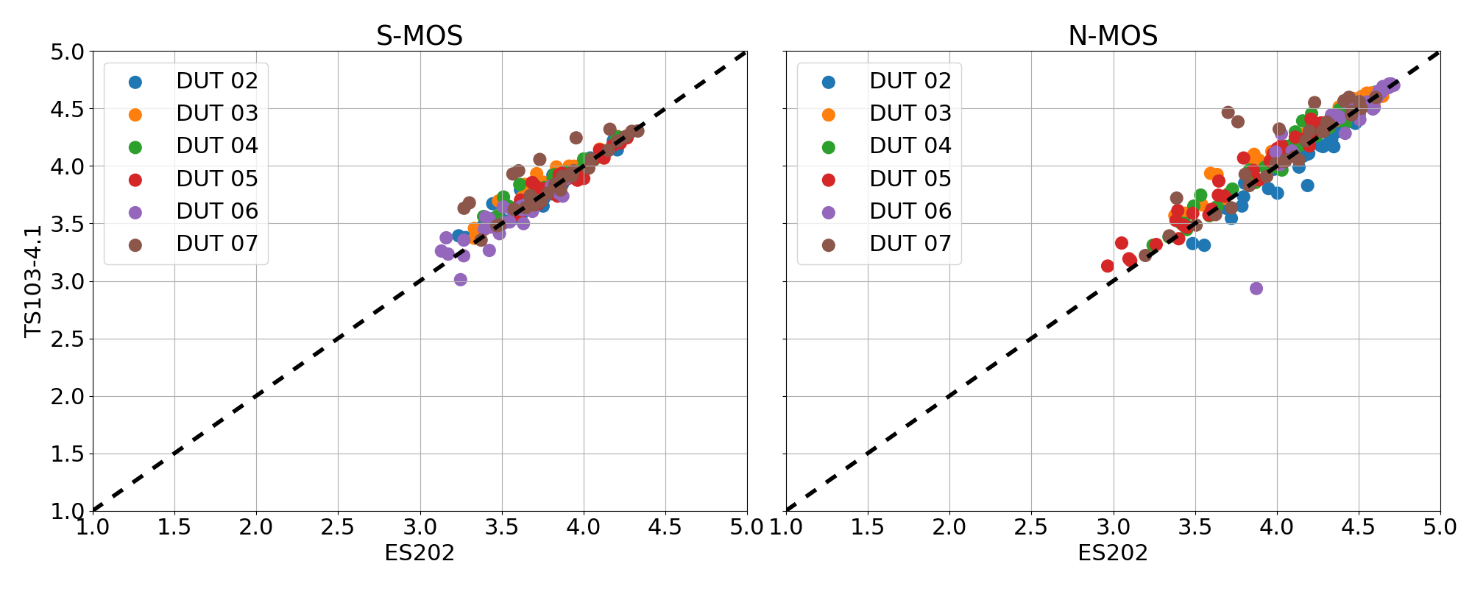 S-MOS
N-MOS
TS103-4.1
5.0
4.5
4.0
3.5
3.0
2.5
2.0
1.5
1.0
DUT 02
DUT 03
DUT 04
DUT 05
DUT 06
DUT 07
1.0 1.5 2.0 2.5 3.0 3.5 4.0 4.5 5.0
ES202
DUT 02
DUT 03
DUT 04
DUT 05
DUT 06
DUT 07
1.0 1.5 2.0 2.5 3.0 3.5 4.0 4.5 5.0
ES202